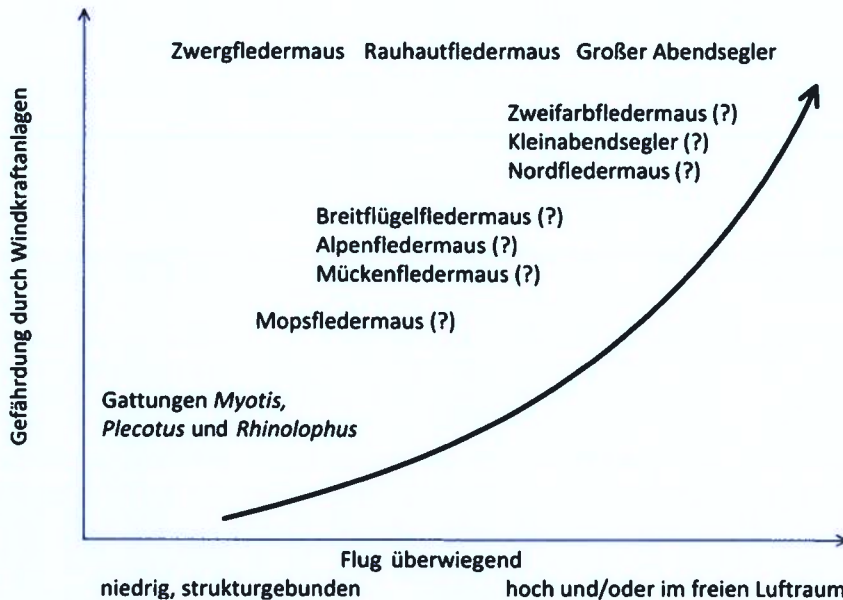 Gefährdung durch Windkraftanlagen
Zwergfledermaus Rauhautfledermaus Großer Abendsegler
Zweifarbfledermaus (?)
Kleinabendsegler (?)
Nordfledermaus (?)
Breitflügelfledermaus (?)
Alpenfledermaus (?)
Mückenfledermaus (?)
Mopsfledermaus (?)
Gattungen Myotis,
Plecotus und Rhinolophus
Flug überwiegend
niedrig, strukturgebunden hoch und/oder im freien Luftraum